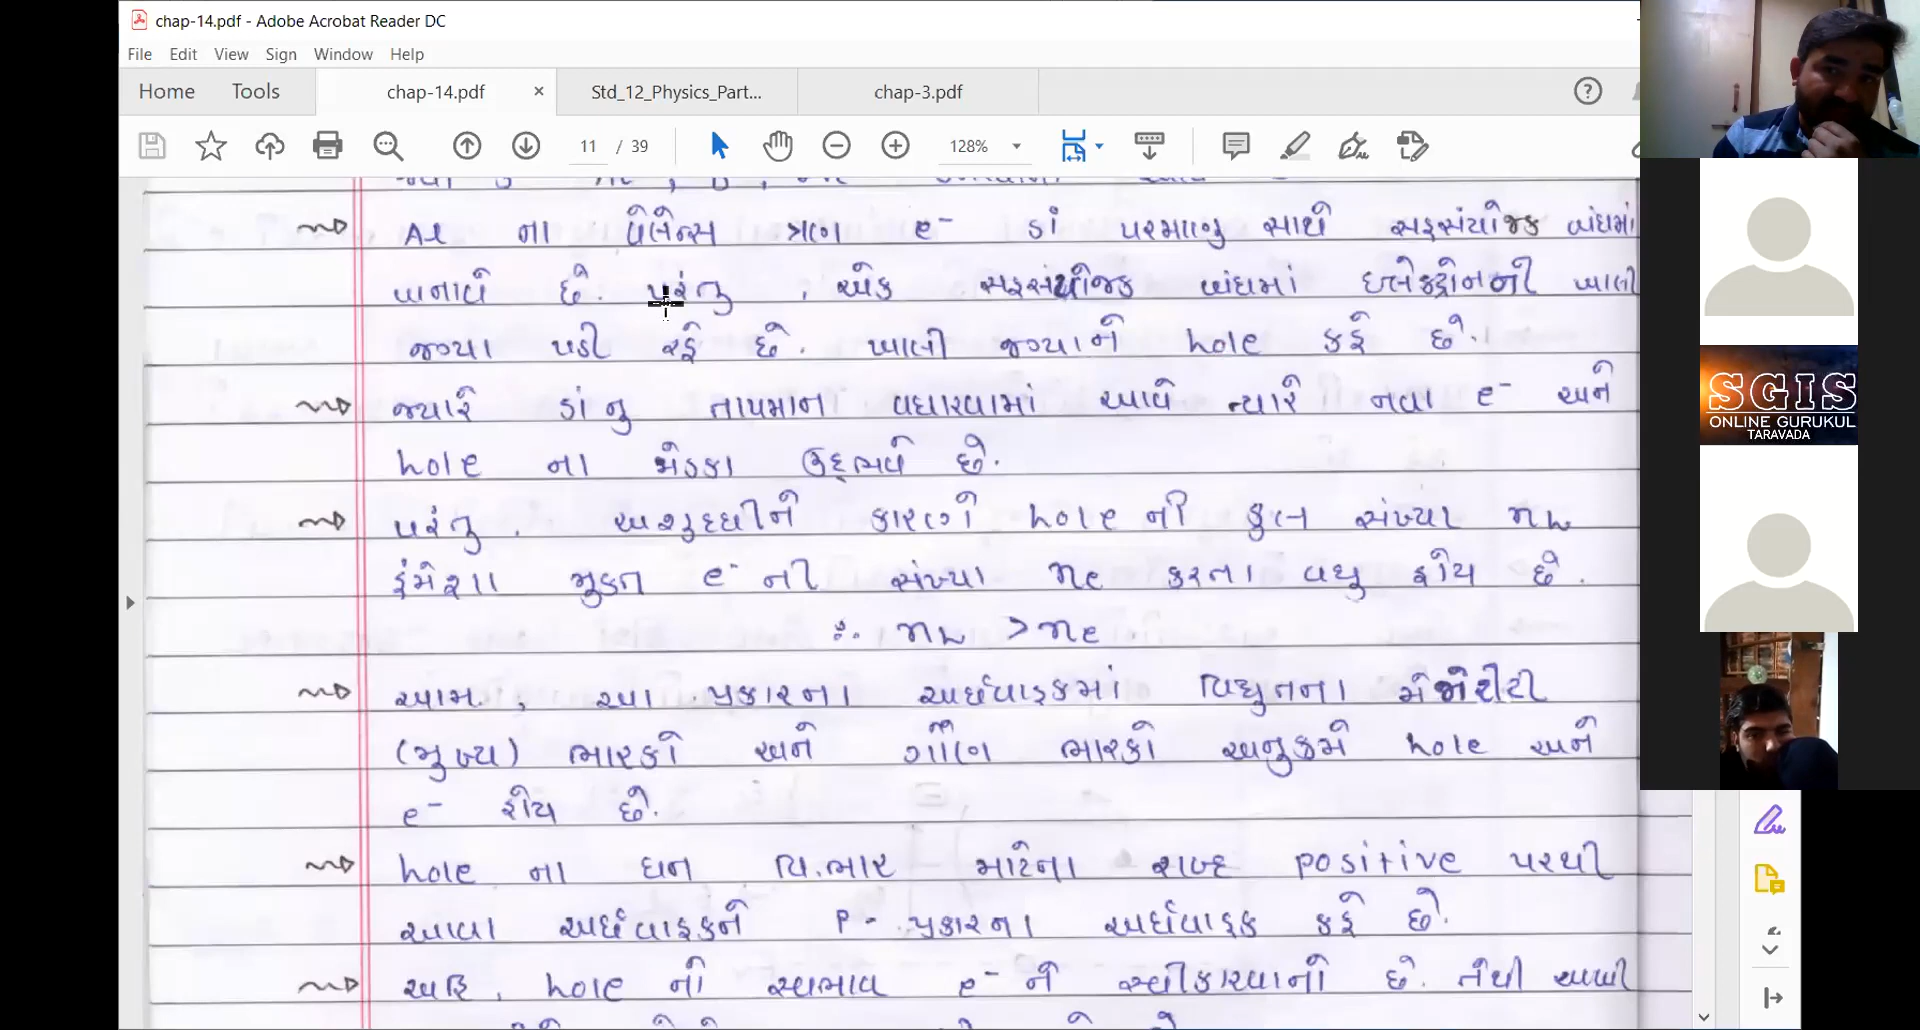 chap-14.pdf - Adobe Acrobat Reader DC
File Edit View Sign Window Help
Home Tools chap-14.pdf × Std_12_Physics_Part... chap-3.pdf
11 / 39 128%
Al ના વેલેન્સ ત્રણ e⁻ Si પરમાણુ સાથે સહસંયોજક બંધમાં
બનાવે છે. પરંતુ, એક સહસંયોજક બંધમાં ઇલેક્ટ્રોનની ખાલી
જગ્યા પડી રહે છે. ખાલી જગ્યાને hole કહે છે.
જ્યારે Si નુ તાપમાન વધારવામાં આવે ત્યારે નવા e⁻ અને
hole ના જોડકા ઉદ્દભવે છે.
પરંતુ, અશુદ્ધીને કારણે hole ની કુલ સંખ્યા nh
હંમેશા મુકત e⁻ ની સંખ્યા ne કરતા વધુ હોય છે.
∴ nh > ne
આમ, આ પ્રકારના અર્ધવાહકમાં વિદ્યુતના મેજોરીટી
(મુખ્ય) ભારકો અને ગૌણ ભારકો અનુક્રમે hole અને
e⁻ હોય છે.
hole ના ધન વિ.ભાર માટેના શબ્દ positive પરથી
આવા અર્ધવાહકને P- પ્રકારના અર્ધવાહક કહે છે.
અહિ, hole નો સ્વભાવ e⁻ ને સ્વીકારવાનો છે. તેથી આવી
SGIS
ONLINE GURUKUL
TARAVADA